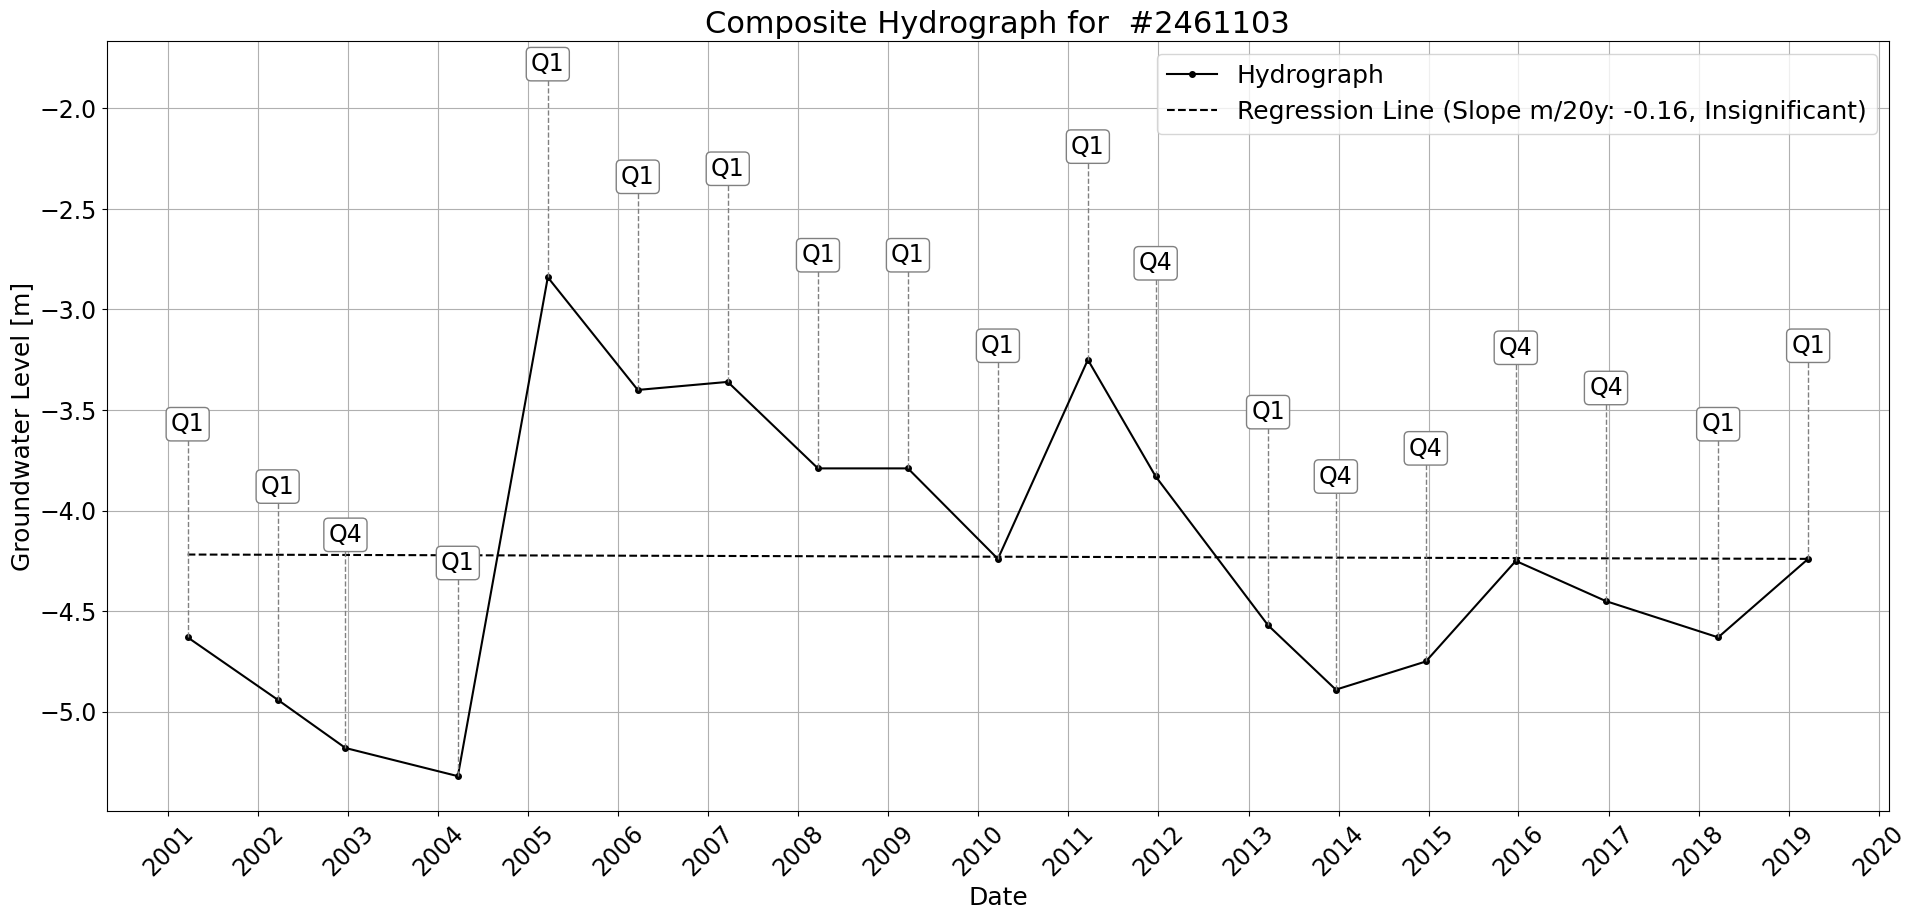 Composite Hydrograph for  #2461103
Hydrograph
Regression Line (Slope m/20y: -0.16, Insignificant)
Groundwater Level [m]
−2.0
−2.5
−3.0
−3.5
−4.0
−4.5
−5.0
Q1
Q1
Q4
Q1
Q1
Q1
Q1
Q1
Q1
Q1
Q1
Q4
Q1
Q4
Q4
Q4
Q4
Q1
Q1
2001
2002
2003
2004
2005
2006
2007
2008
2009
2010
2011
2012
2013
2014
2015
2016
2017
2018
2019
2020
Date